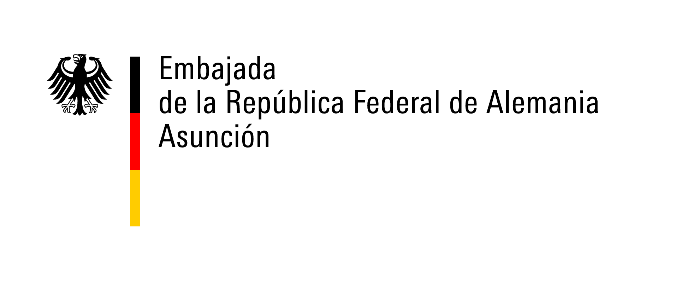 Embajada
de la República Federal de Alemania
Asunción